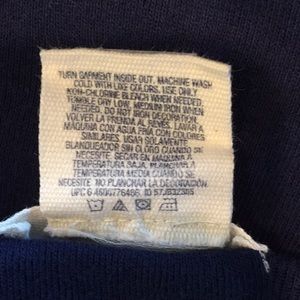 TURN GARMENT INSIDE OUT. MACHINE WASH
COLD WITH LIKE COLORS. USE ONLY
NON-CHLORINE BLEACH WHEN NEEDED.
TUMBLE DRY LOW. MEDIUM IRON WHEN
NEEDED. DO NOT IRON DECORATION.
VOLVER LA PRENDA AL REVES. LAVAR A
MAQUINA CON AGUA FRIA CON COLORES
SIMILARES. USAR SOLAMENTE
BLANQUEADOR SIN CLORO CUANDO SE
NECESITE. SECAR EN MAQUINA A
TEMPERATURA BAJA. PLANCHAR A
TEMPERATURA MEDIA CUANDO SE
NECESITE. NO PLANCHAR LA DECORACION.
UPC